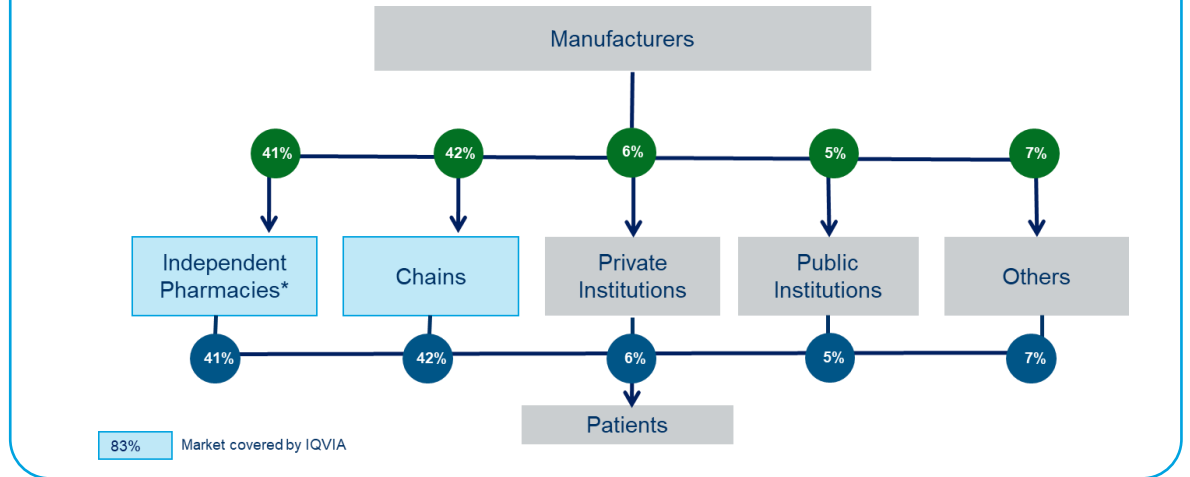 Manufacturers
41%
42%
6%
5%
7%
Independent
Pharmacies*
Chains
Private
Institutions
Public
Institutions
Others
41%
42%
6%
5%
7%
Patients
83%
Market covered by IQVIA